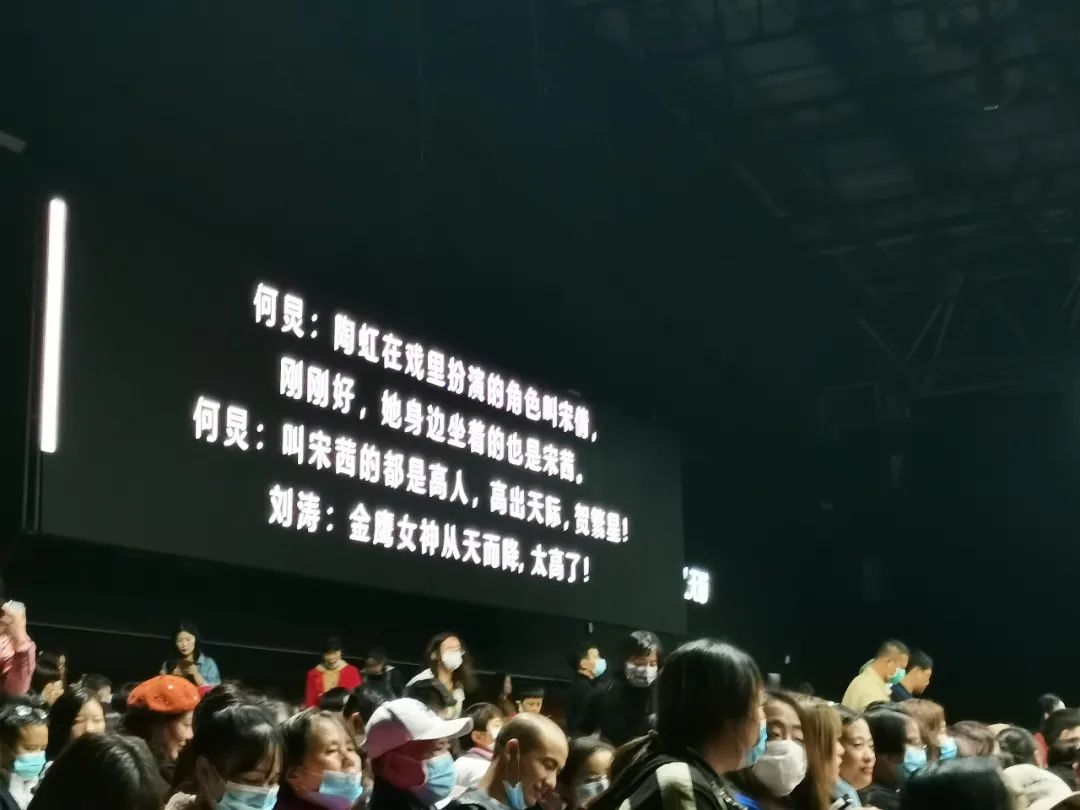 何炅：陶虹在戏里扮演的角色叫宋倩，
刚刚好，她身边坐着的也是宋茜，
何炅：叫宋茜的都是高人，高出天际，贺繁星！
刘涛：金鹰女神从天而降，太高了！